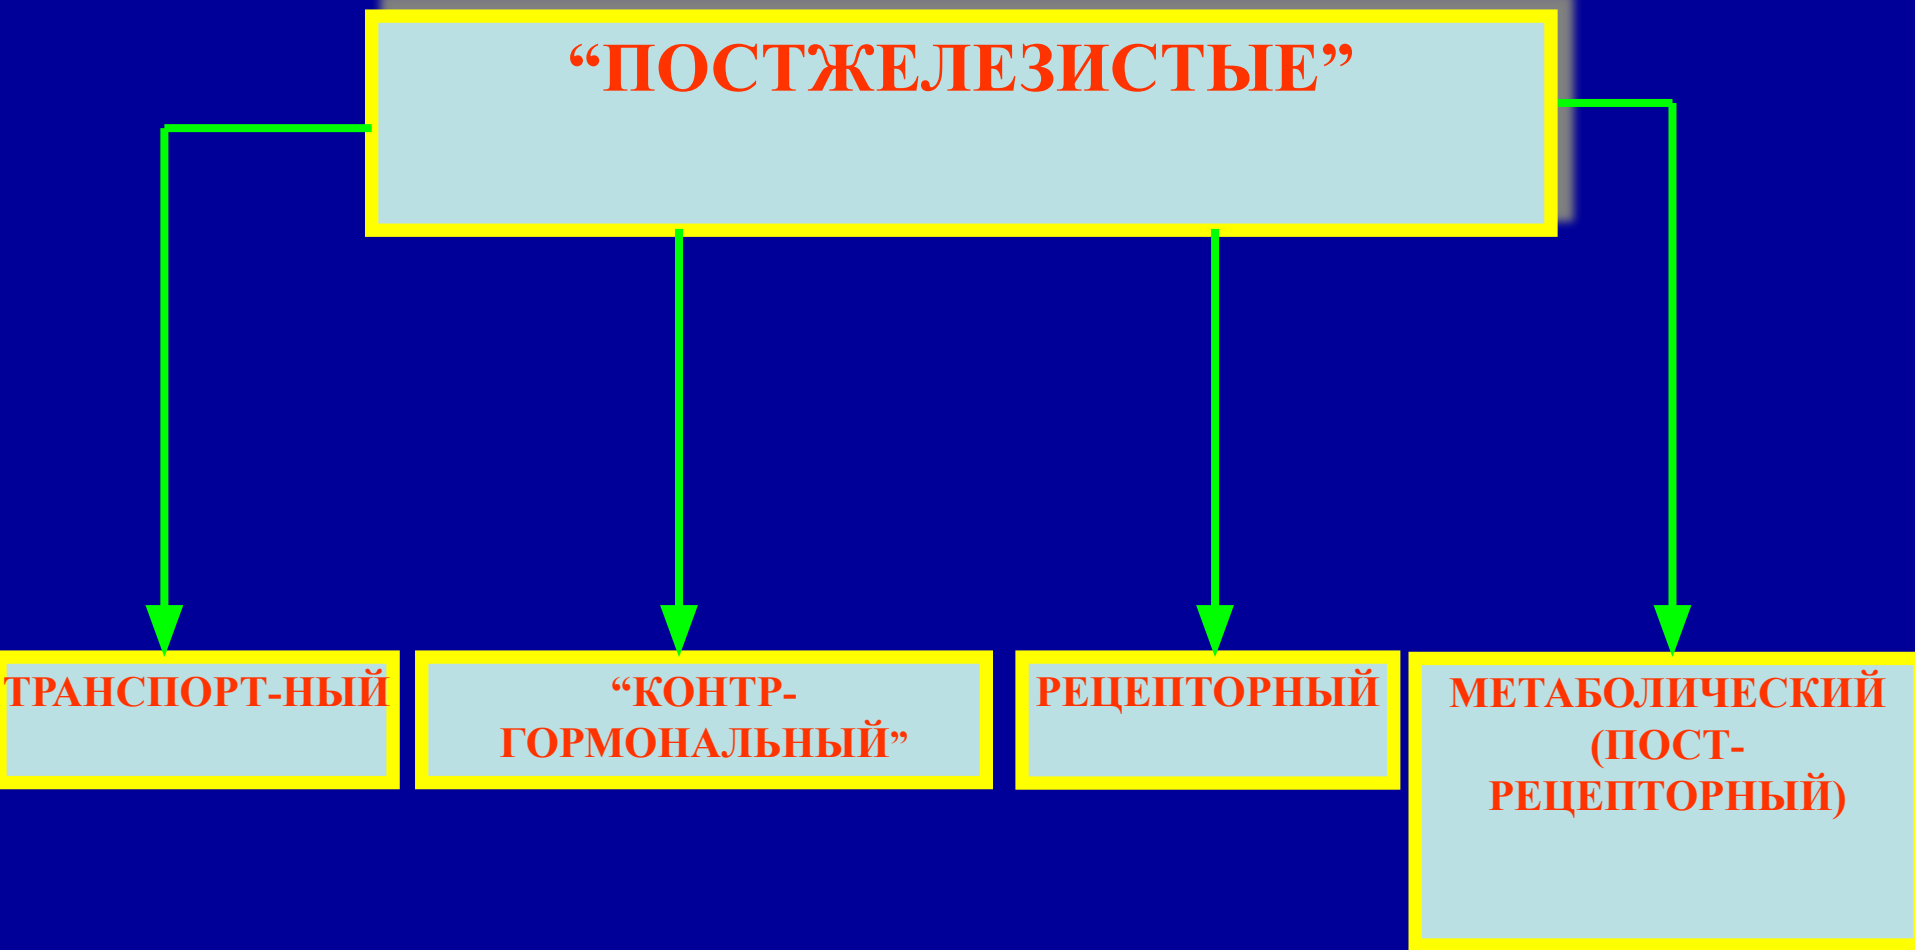 “ПОСТЖЕЛЕЗИСТЫЕ”
ТРАНСПОРТ-НЫЙ
“КОНТР-
ГОРМОНАЛЬНЫЙ”
РЕЦЕПТОРНЫЙ
МЕТАБОЛИЧЕСКИЙ
(ПОСТ-
РЕЦЕПТОРНЫЙ)